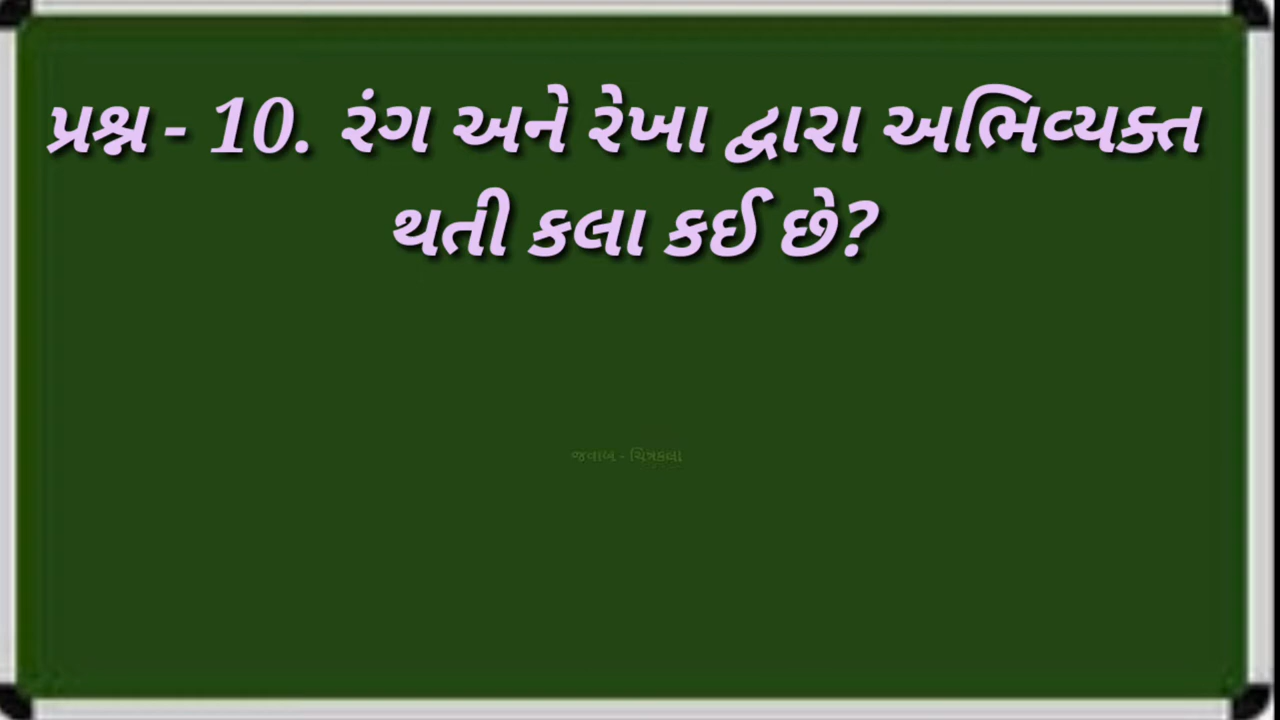 પ્રશ્ન - 10. રંગ અને રેખા દ્વારા અભિવ્યક્ત
થતી કલા કઈ છે?
જવાબ - ચિત્રકલા